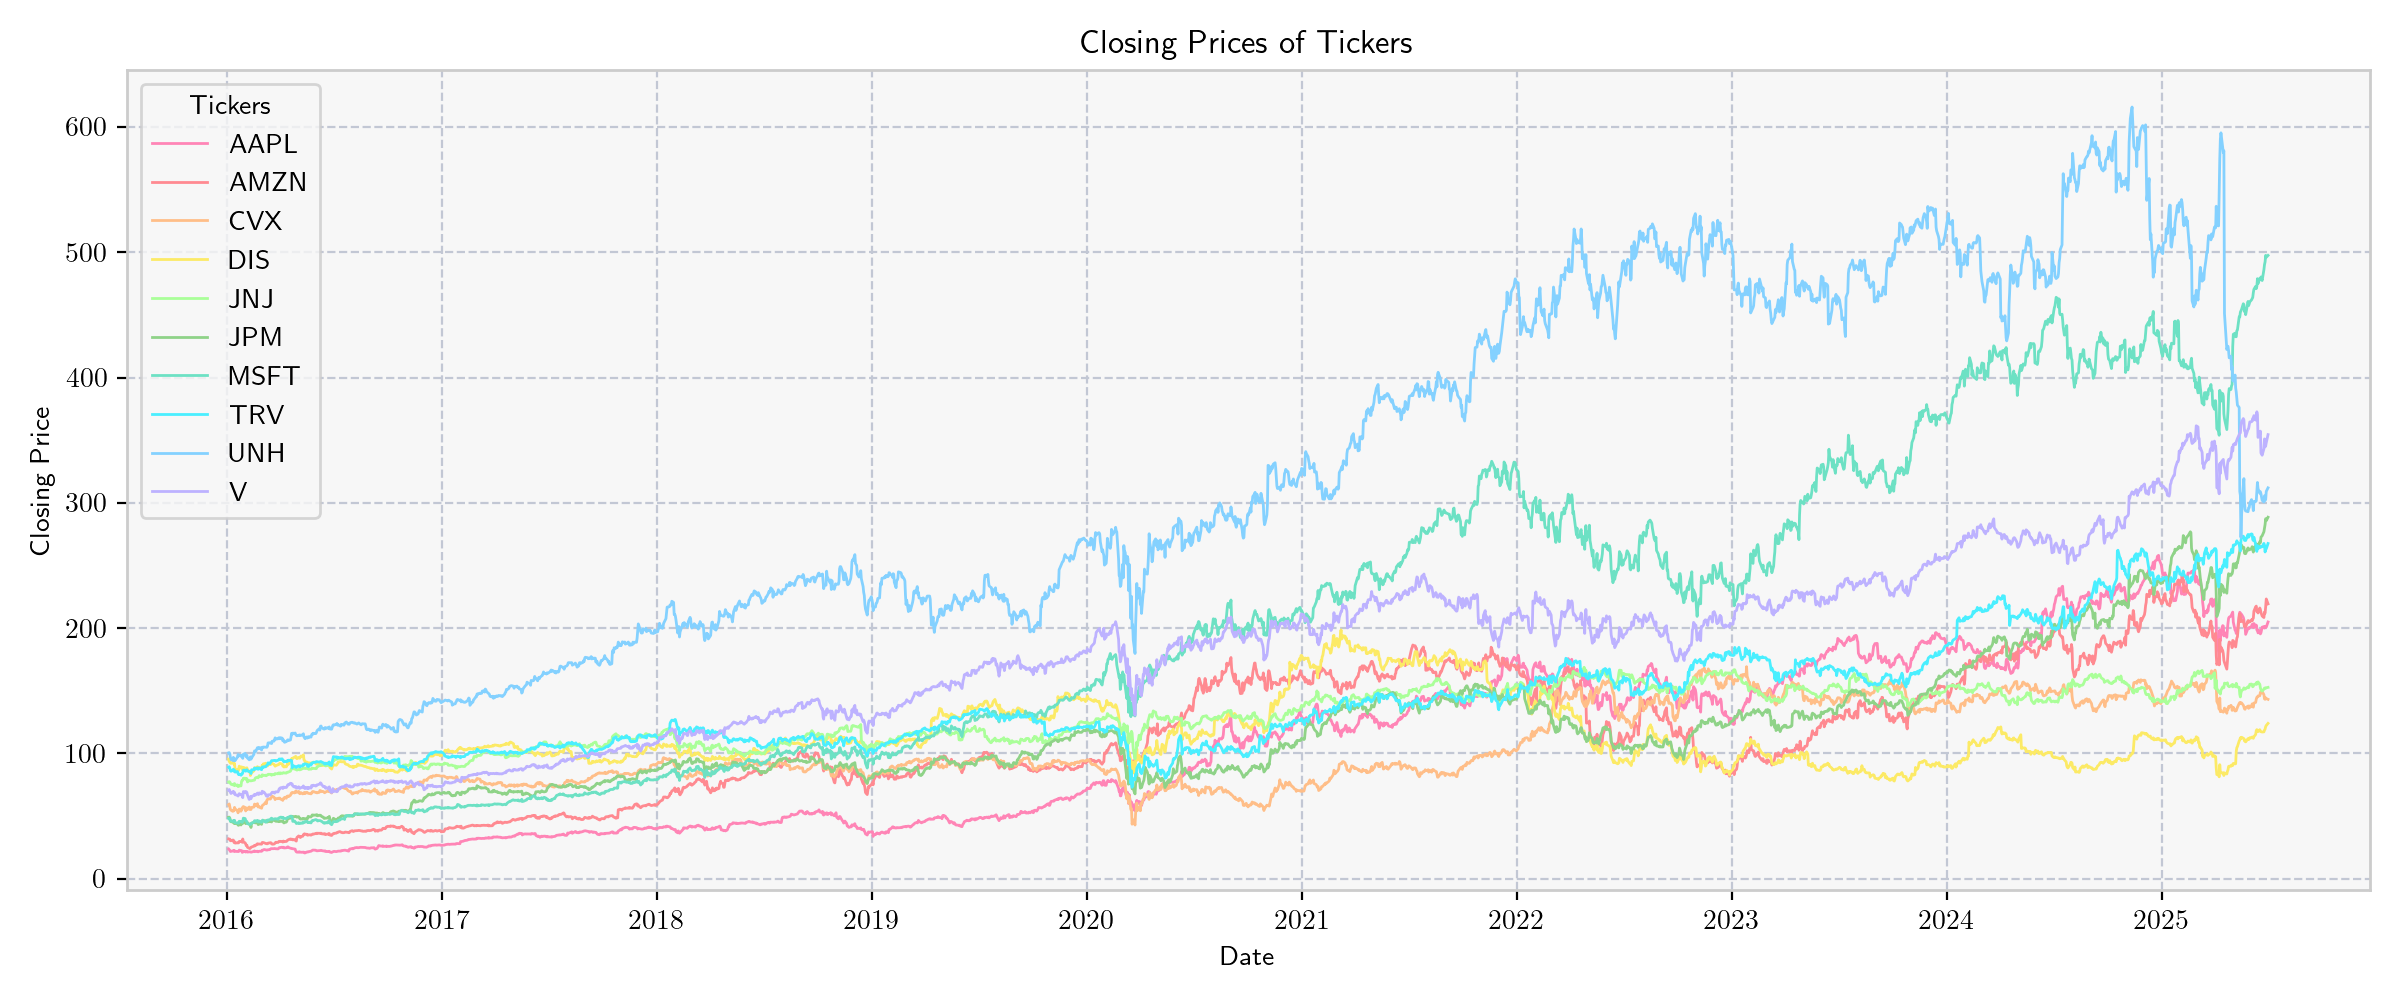 Closing Prices of Tickers
Tickers
AAPL
AMZN
CVX
DIS
JNJ
JPM
MSFT
TRV
UNH
V
Closing Price
600
500
400
300
200
100
0
2016 2017 2018 2019 2020 2021 2022 2023 2024 2025
Date